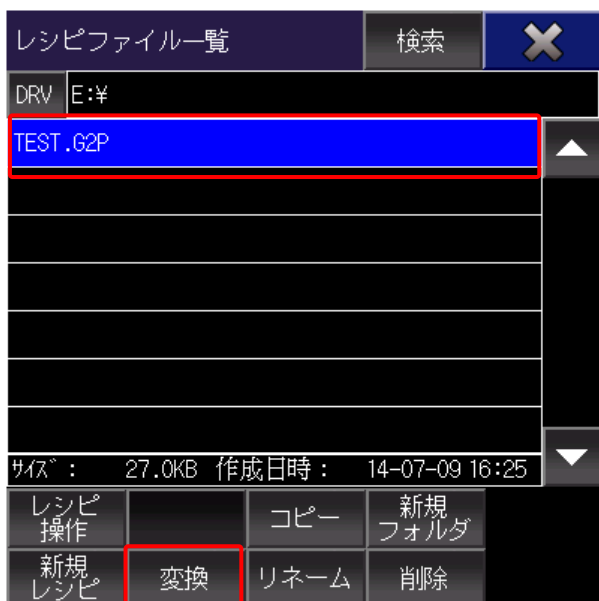 レシピファイル一覧 検索
DRV E:¥
TEST.G2P
ｻｲｽﾞ： 27.0KB 作成日時： 14-07-09 16:25
レシピ
操作
コピー
新規
フォルダ
新規
レシピ
変換
リネーム
削除